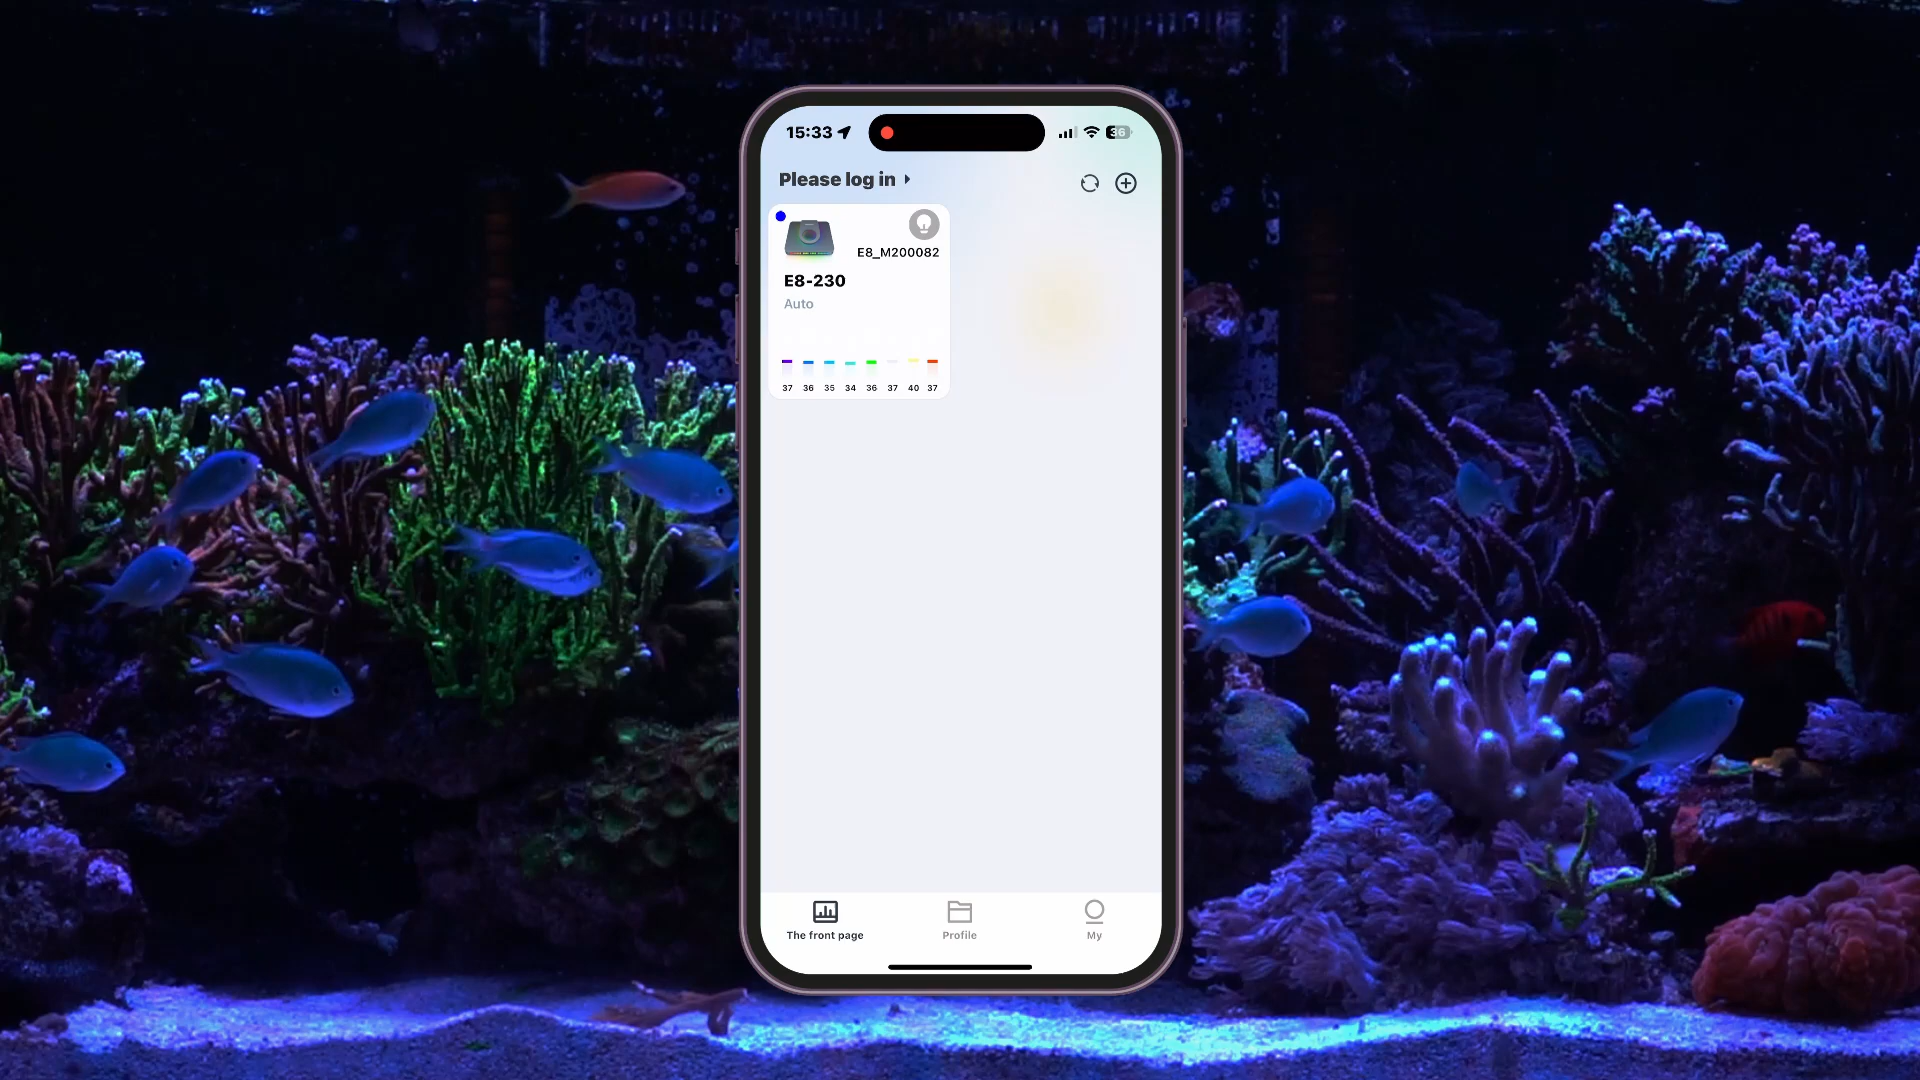 15:33
36
Please log in
E8_M200082
E8-230
Auto
37 36 35 34 36 37 40 37
The front page
Profile
My